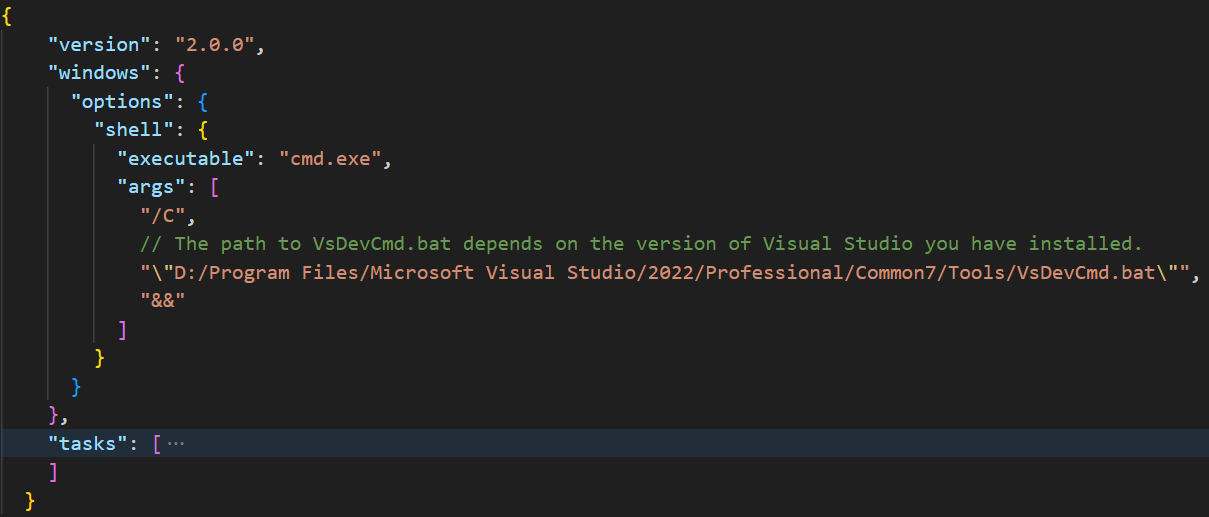 {
"version": "2.0.0",
"windows": {
"options": {
"shell": {
"executable": "cmd.exe",
"args": [
"/C",
// The path to VsDevCmd.bat depends on the version of Visual Studio you have installed.
"\"D:/Program Files/Microsoft Visual Studio/2022/Professional/Common7/Tools/VsDevCmd.bat\"",
"&&"
]
}
}
},
"tasks": [ ···
]
}